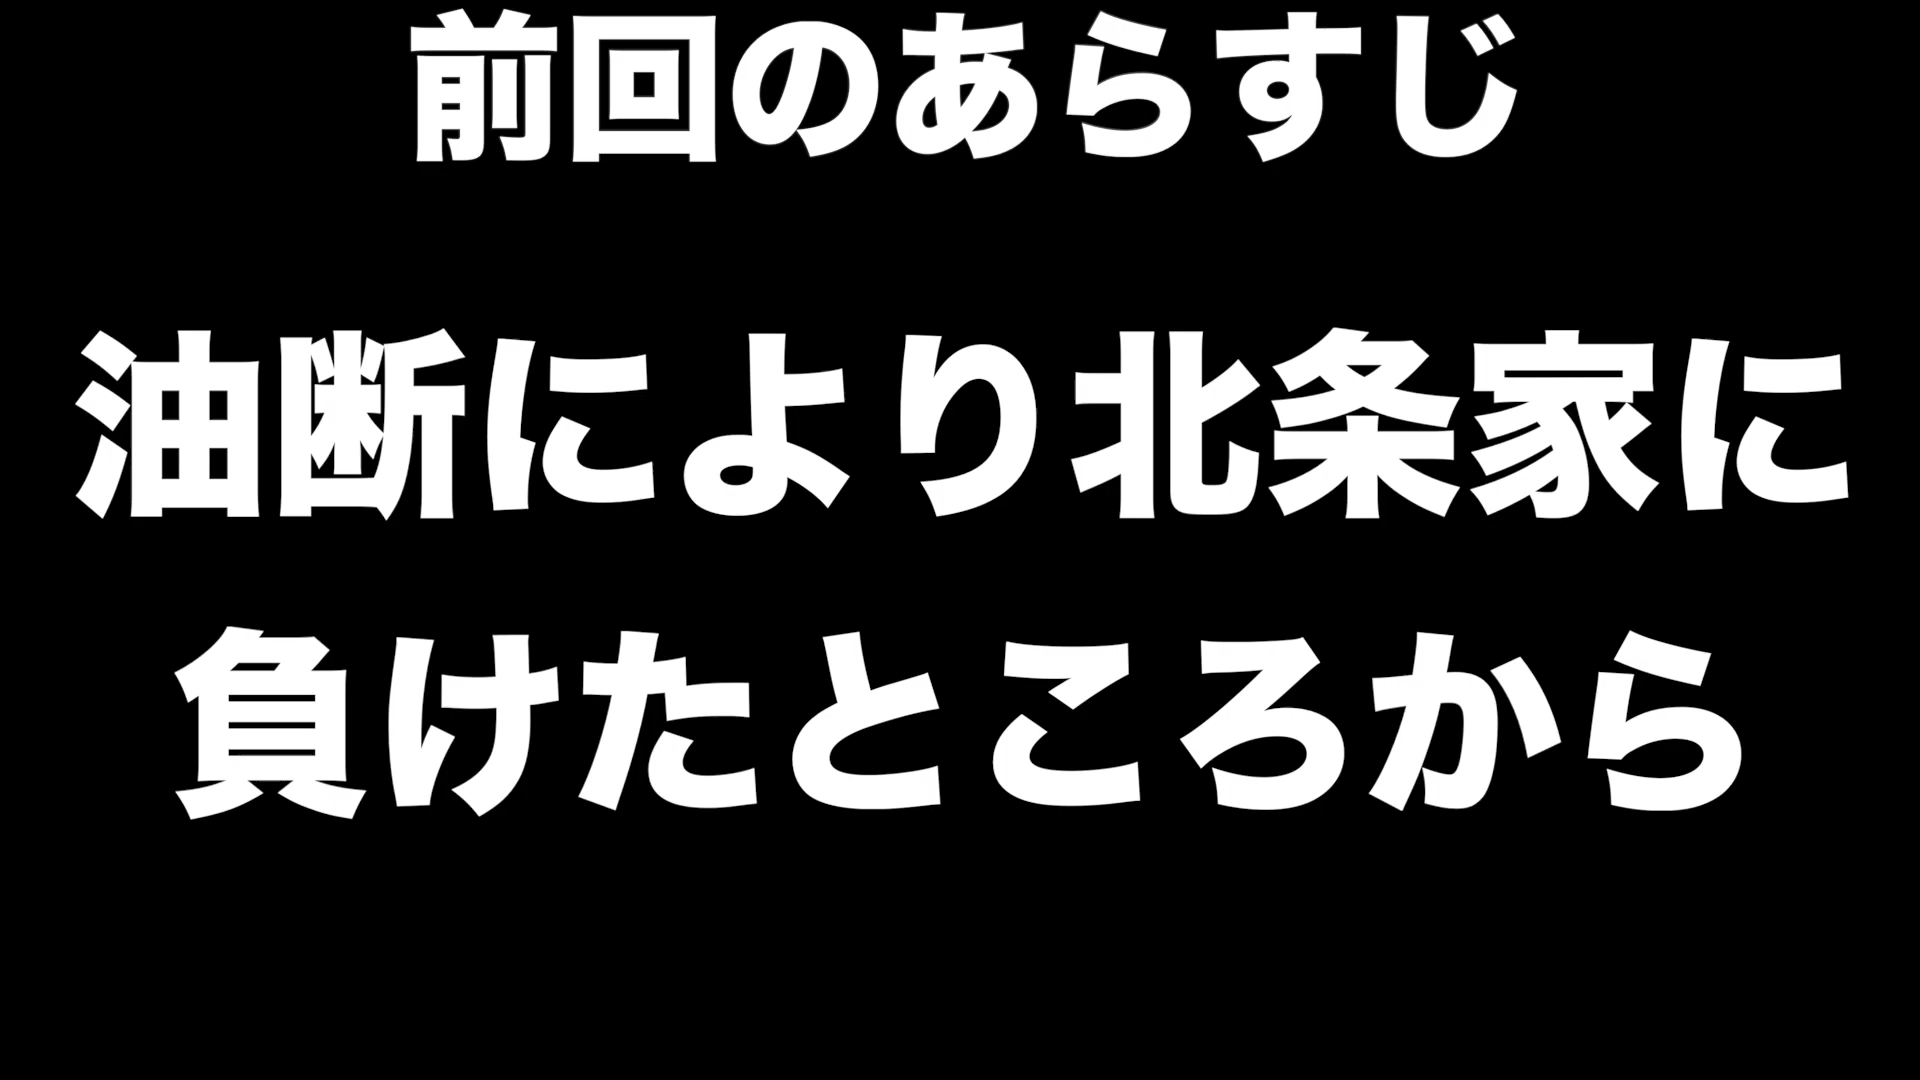 前回のあらすじ
油断により北条家に
負けたところから